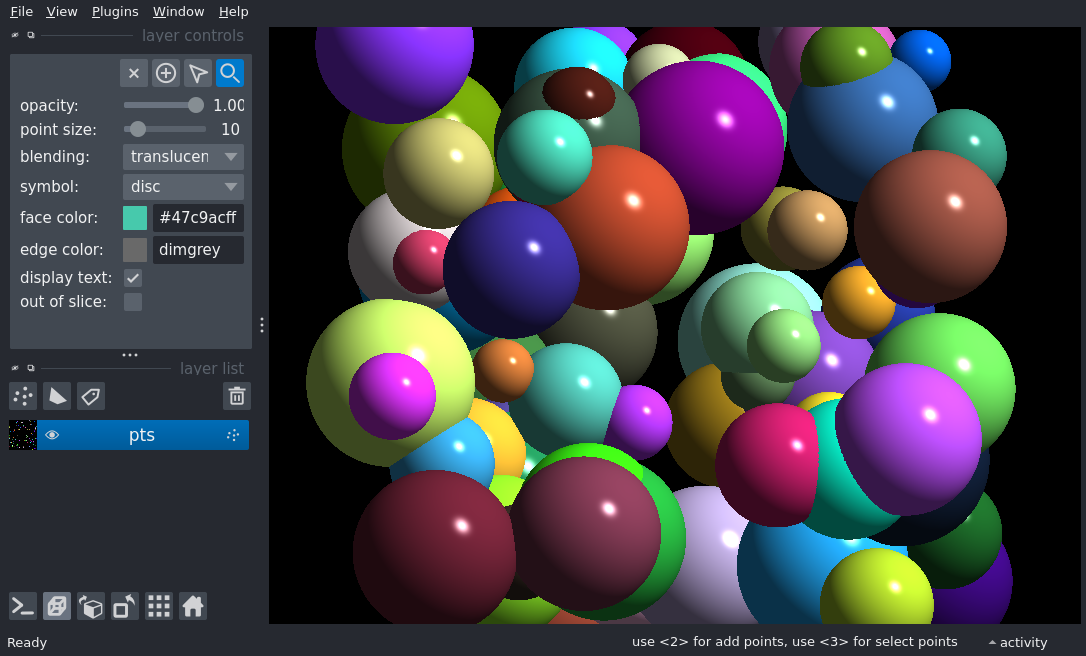 File View Plugins Window Help
layer controls
opacity: 1.00
point size: 10
blending: translucen
symbol: disc
face color: #47c9acff
edge color: dimgrey
display text:
out of slice:
layer list
pts
Ready use <2> for add points, use <3> for select points activity